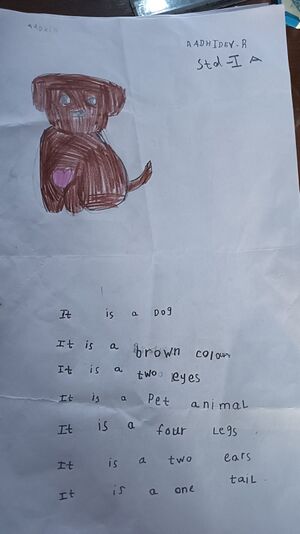 AADHIDEV.R
Std -I A
It is a Dog
It is a brown colour
It is a two eyes
It is a Pet animal
It is a four Legs
It is a two ears
It is a one tail